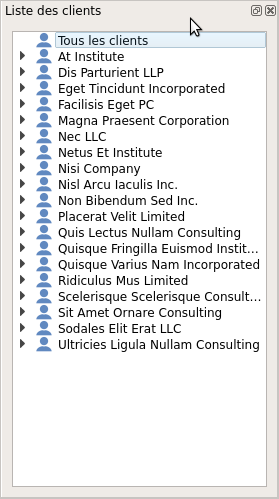 Liste des clients
Tous les clients
At Institute
Dis Parturient LLP
Eget Tincidunt Incorporated
Facilisis Eget PC
Magna Praesent Corporation
Nec LLC
Netus Et Institute
Nisi Company
Nisl Arcu Iaculis Inc.
Non Bibendum Sed Inc.
Placerat Velit Limited
Quis Lectus Nullam Consulting
Quisque Fringilla Euismod Instit...
Quisque Varius Nam Incorporated
Ridiculus Mus Limited
Scelerisque Scelerisque Consult...
Sit Amet Ornare Consulting
Sodales Elit Erat LLC
Ultricies Ligula Nullam Consulting